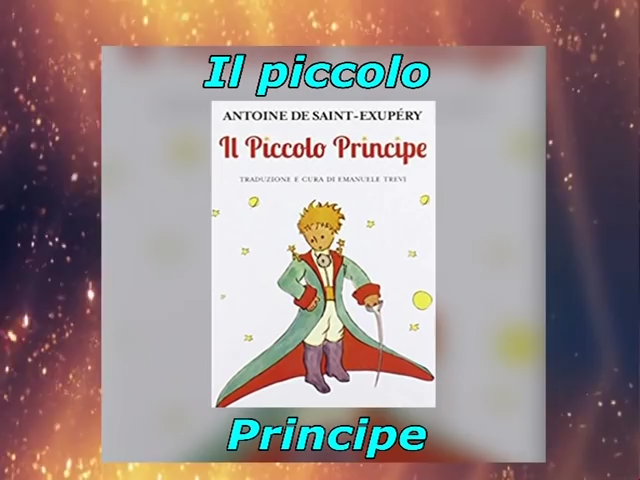 Il piccolo
ANTOINE DE SAINT-EXUPÉRY
Il Piccolo Principe
TRADUZIONE E CURA DI EMANUELE TREVI
Principe